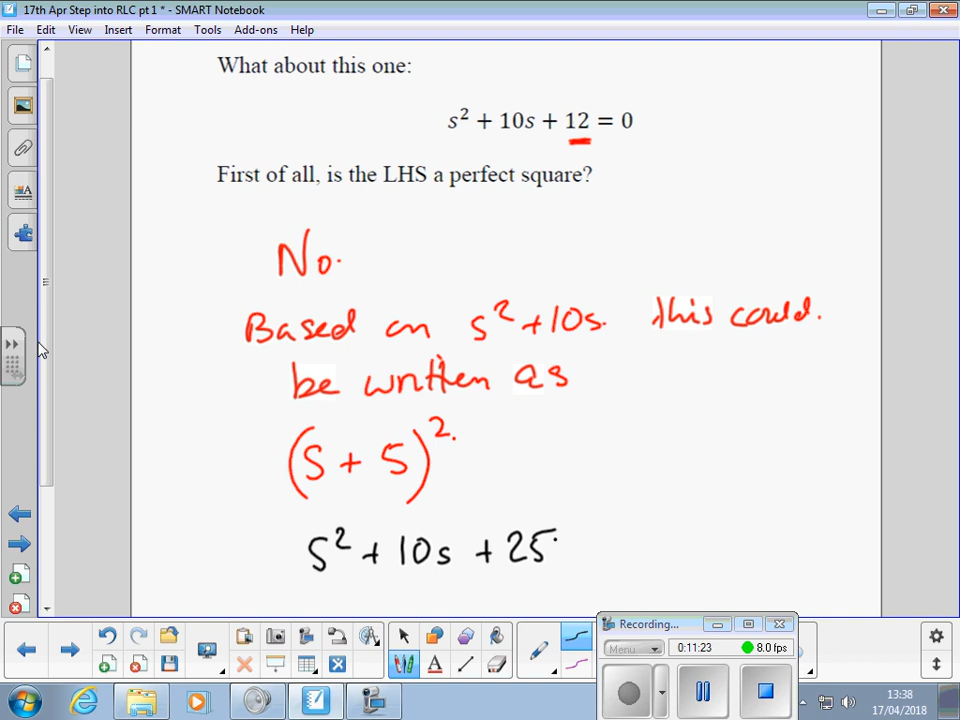 17th Apr Step into RLC pt 1 * - SMART Notebook
File Edit View Insert Format Tools Add-ons Help
What about this one:
s² + 10s + 12 = 0
First of all, is the LHS a perfect square?
No.
Based on s² + 10s. this could.
be written as
(s + 5)².
s² + 10s + 25
Recording...
Menu 0:11:23 8.0 fps
13:38
17/04/2018